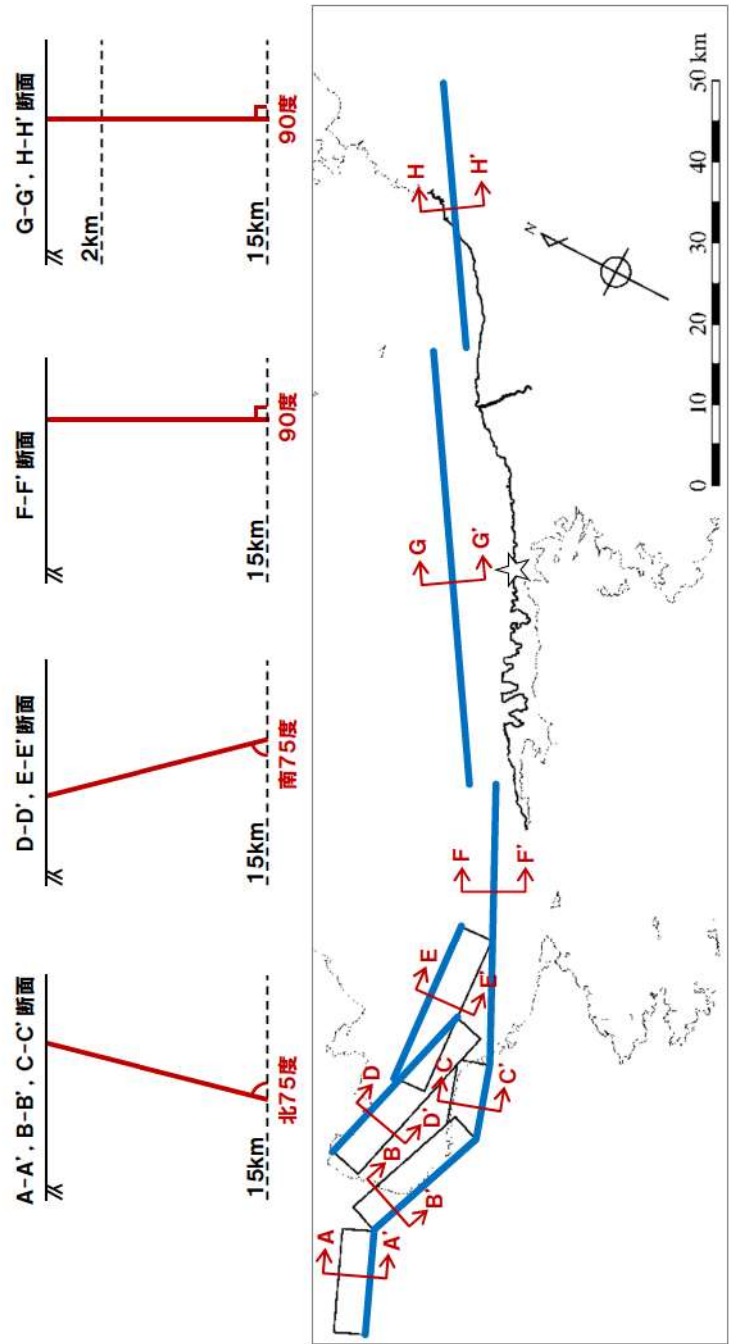 A-A', B-B', C-C' 断面
15km
北75度
D-D', E-E' 断面
15km
南75度
F-F' 断面
15km
90度
G-G', H-H' 断面
2km
15km
90度
A
A'
B
B'
C
C'
D
D'
E
E'
F
F'
G
G'
H
H'
N
0 10 20 30 40 50 km